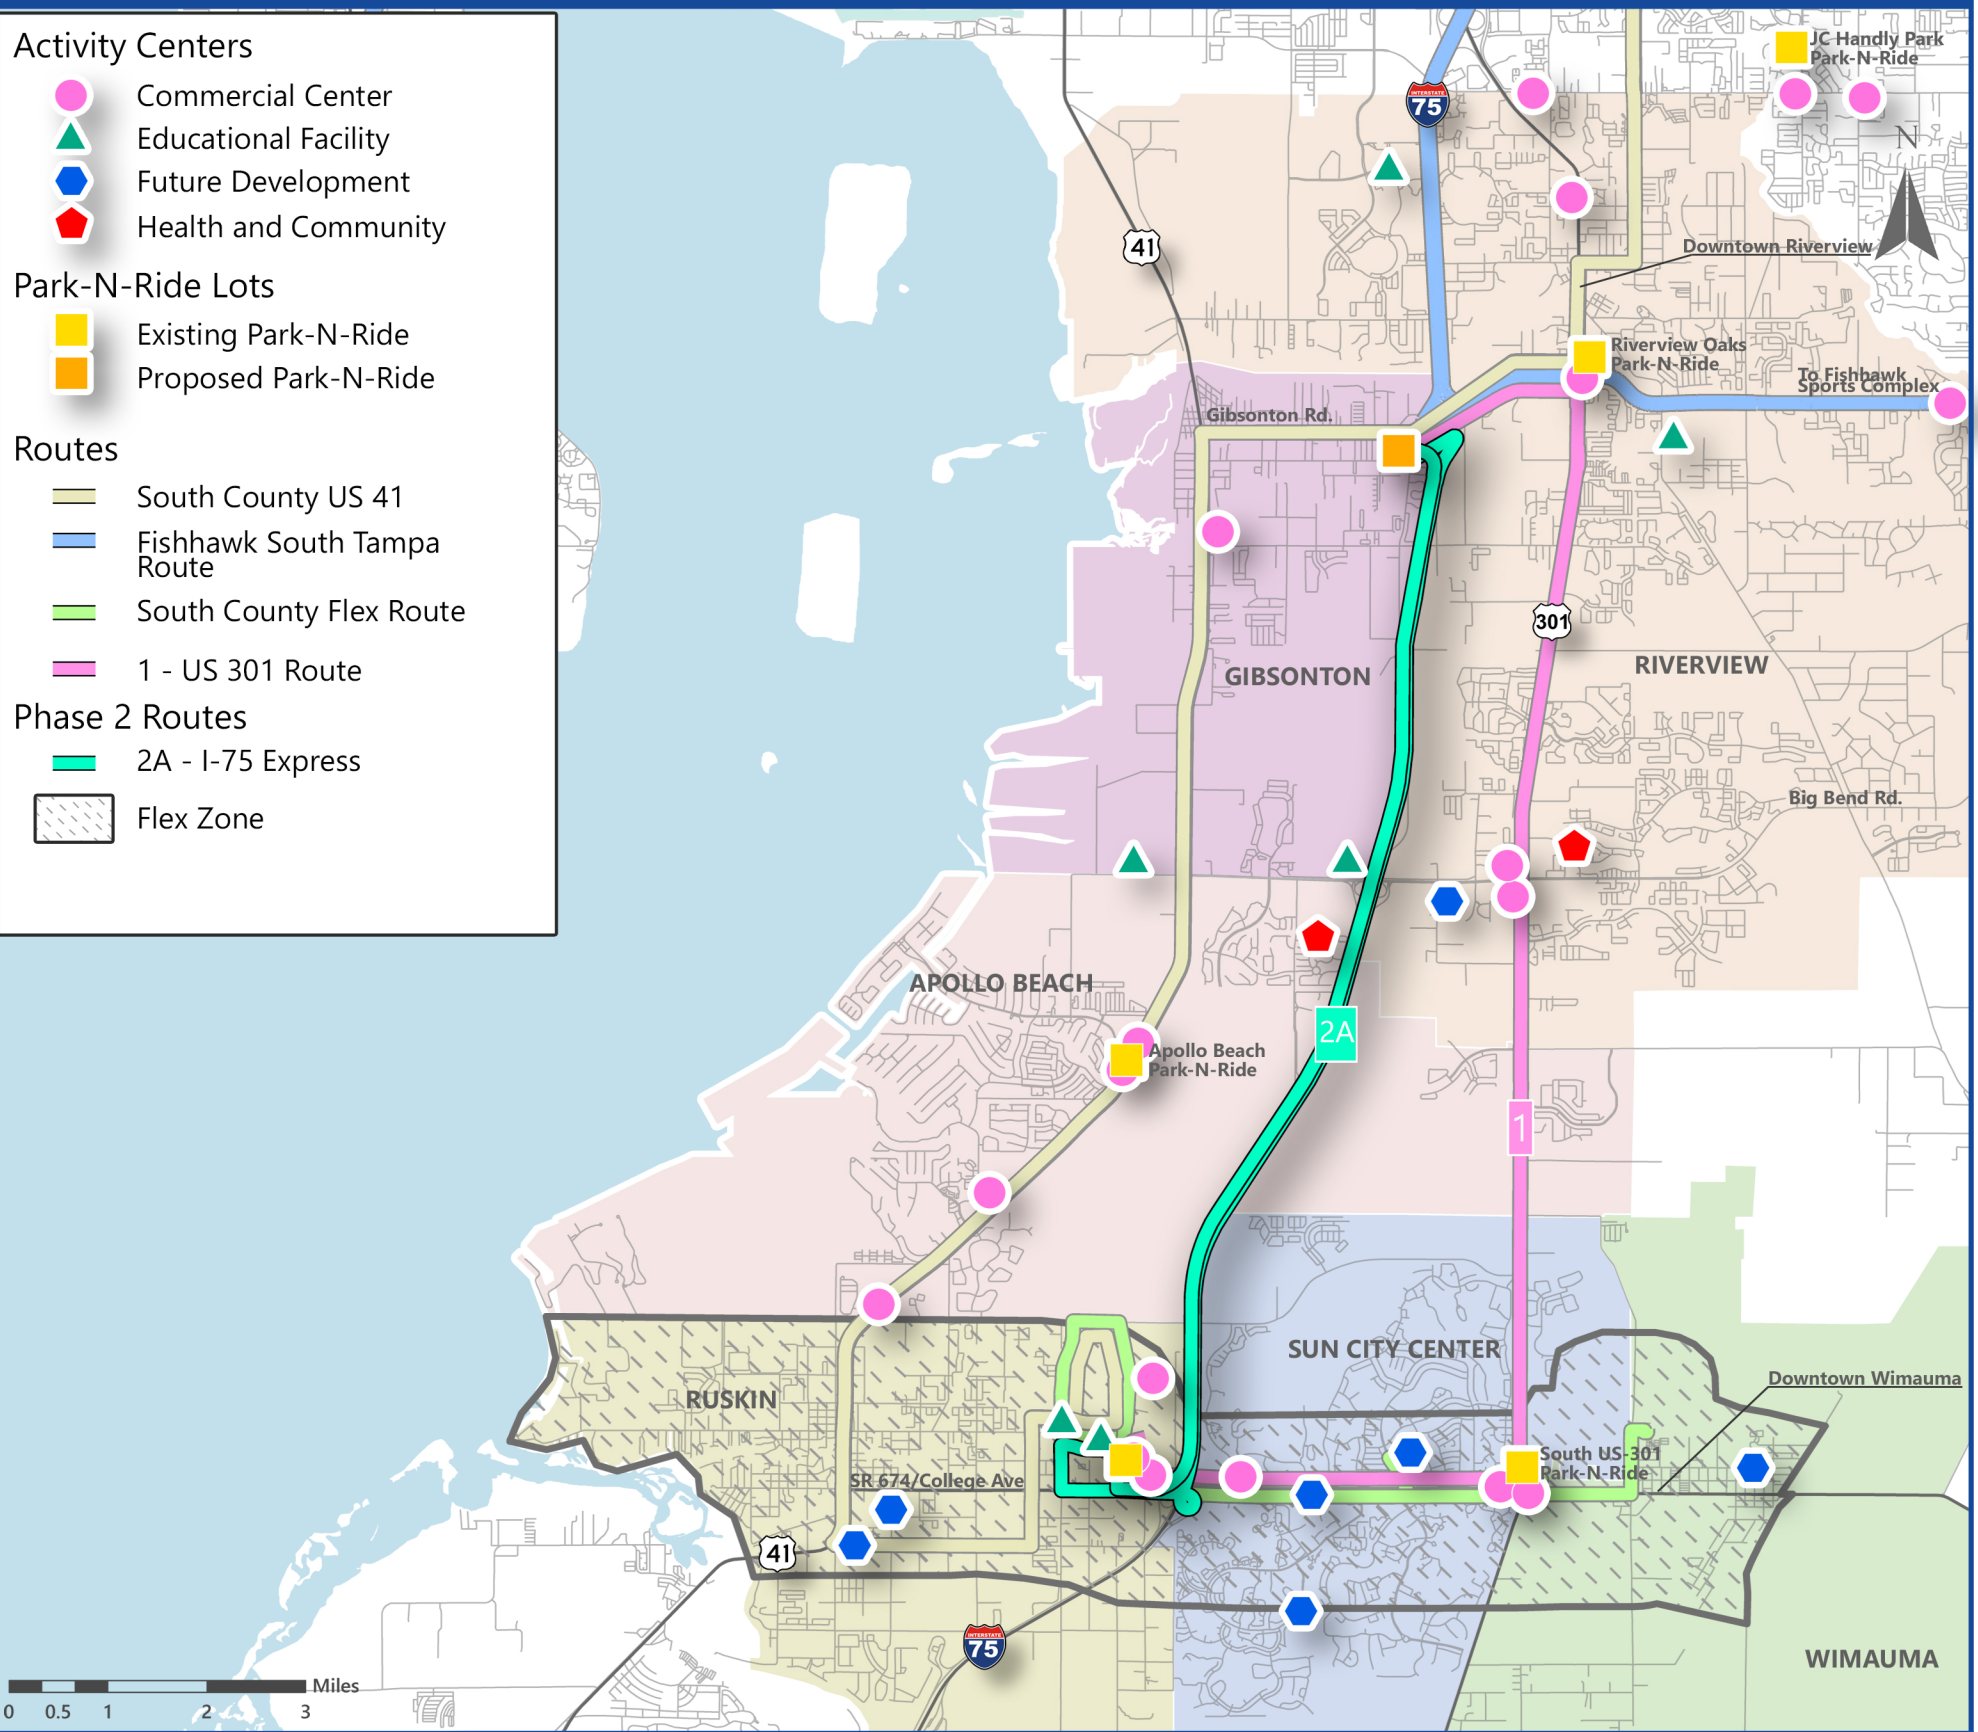 Activity Centers
Commercial Center
Educational Facility
Future Development
Health and Community
Park-N-Ride Lots
Existing Park-N-Ride
Proposed Park-N-Ride
Routes
South County US 41
Fishhawk South Tampa
Route
South County Flex Route
1 - US 301 Route
Phase 2 Routes
2A - I-75 Express
Flex Zone
JC Handly Park
Park-N-Ride
INTERSTATE
75
N
41
Downtown Riverview
Riverview Oaks
Park-N-Ride
To Fishhawk
Sports Complex
Gibsonton Rd.
301
GIBSONTON
RIVERVIEW
Big Bend Rd.
APOLLO BEACH
2A
Apollo Beach
Park-N-Ride
1
SUN CITY CENTER
RUSKIN
Downtown Wimauma
South US-301
Park-N-Ride
SR 674/College Ave
41
INTERSTATE
75
WIMAUMA
Miles
0 0.5 1 2 3